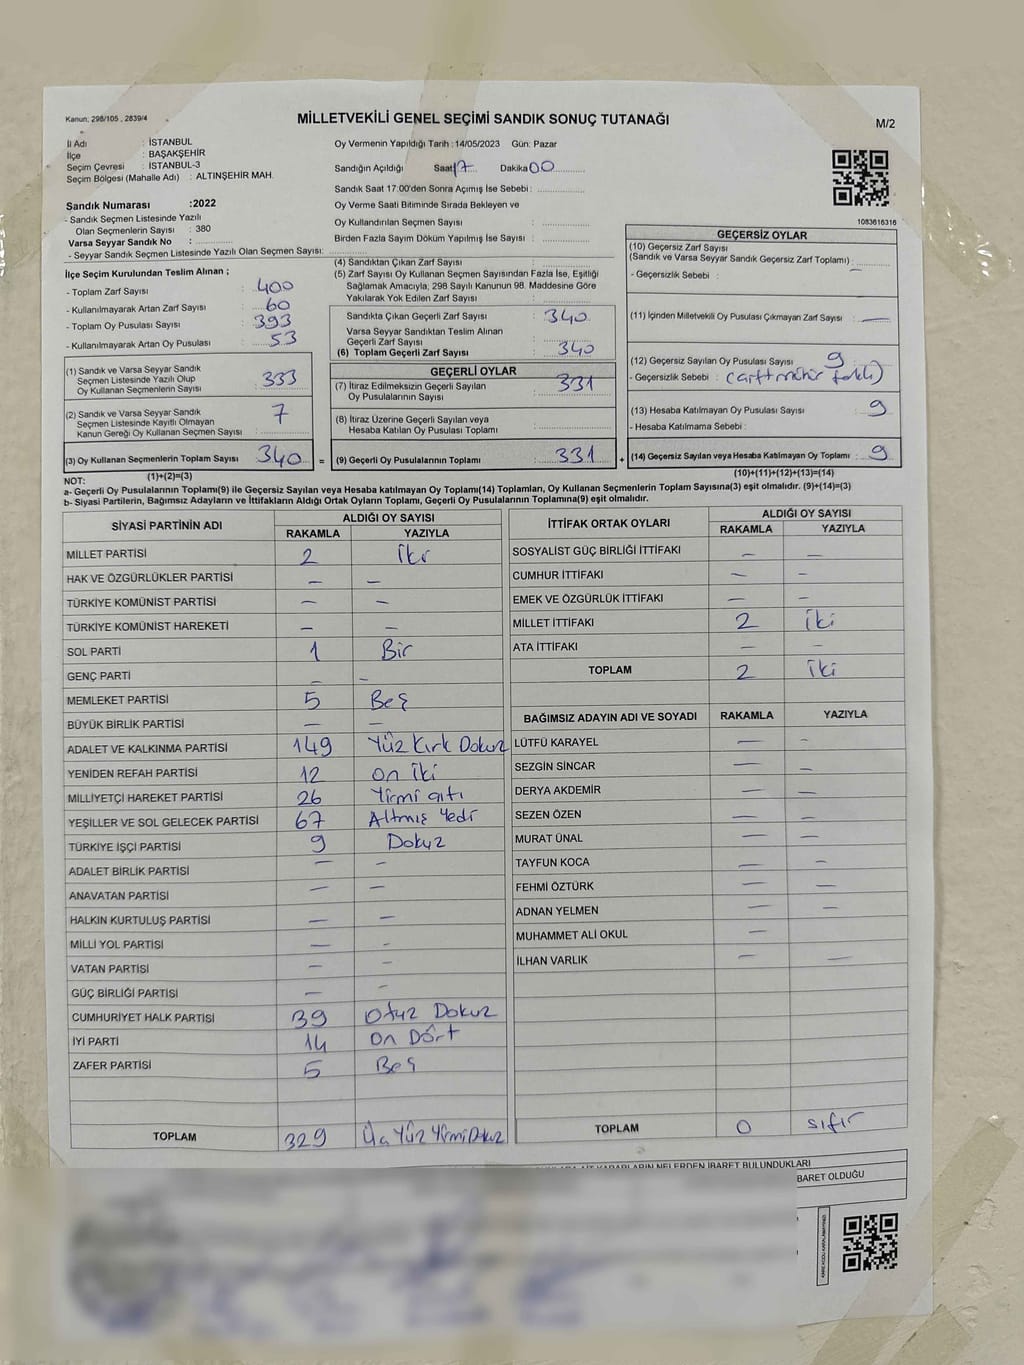 Kanun: 298/105 , 2839/4
MİLLETVEKİLİ GENEL SEÇİMİ SANDIK SONUÇ TUTANAĞI
M/2
İl Adı : İSTANBUL
İlçe : BAŞAKŞEHİR
Seçim Çevresi : İSTANBUL-3
Seçim Bölgesi (Mahalle Adı) : ALTINŞEHİR MAH.
Oy Vermenin Yapıldığı Tarih : 14/05/2023 Gün: Pazar
Sandığın Açıldığı Saat 17 Dakika 00
Sandık Saat 17:00'den Sonra Açımış İse Sebebi :
Oy Verme Saati Bitiminde Sırada Bekleyen ve
Oy Kullandırılan Seçmen Sayısı :
Birden Fazla Sayım Döküm Yapılmış İse Sayısı :
1083616316
Sandık Numarası :2022
- Sandık Seçmen Listesinde Yazılı
Olan Seçmenlerin Sayısı : 380
Varsa Seyyar Sandık No :
- Seyyar Sandık Seçmen Listesinde Yazılı Olan Seçmen Sayısı:
İlçe Seçim Kurulundan Teslim Alınan ;
- Toplam Zarf Sayısı : 400
- Kullanılmayarak Artan Zarf Sayısı : 60
- Toplam Oy Pusulası Sayısı : 393
- Kullanılmayarak Artan Oy Pusulası : 53
(1) Sandık ve Varsa Seyyar Sandık
Seçmen Listesinde Yazılı Olup
Oy Kullanan Seçmenlerin Sayısı : 333
(2) Sandık ve Varsa Seyyar Sandık
Seçmen Listesinde Kayıtlı Olmayan
Kanun Gereği Oy Kullanan Seçmen Sayısı : 7
(3) Oy Kullanan Seçmenlerin Toplam Sayısı : 340 =
(1)+(2)=(3)
(4) Sandıktan Çıkan Zarf Sayısı :
(5) Zarf Sayısı Oy Kullanan Seçmen Sayısından Fazla İse, Eşitliği
Sağlamak Amacıyla; 298 Sayılı Kanunun 98. Maddesine Göre
Yakılarak Yok Edilen Zarf Sayısı :
Sandıkta Çıkan Geçerli Zarf Sayısı : 340
Varsa Seyyar Sandıktan Teslim Alınan
Geçerli Zarf Sayısı :
(6) Toplam Geçerli Zarf Sayısı : 340
GEÇERLİ OYLAR
(7) İtiraz Edilmeksizin Geçerli Sayılan : 331
Oy Pusulalarının Sayısı
(8) İtiraz Üzerine Geçerli Sayılan veya
Hesaba Katılan Oy Pusulası Toplamı :
(9) Geçerli Oy Pusulalarının Toplamı : 331 +
GEÇERSİZ OYLAR
(10) Geçersiz Zarf Sayısı
(Sandık ve Varsa Seyyar Sandık Geçersiz Zarf Toplamı) :
- Geçersizlik Sebebi : –
(11) İçinden Milletvekili Oy Pusulası Çıkmayan Zarf Sayısı : —
(12) Geçersiz Sayılan Oy Pusulası Sayısı : 9
- Geçersizlik Sebebi :
(13) Hesaba Katılmayan Oy Pusulası Sayısı : 9
- Hesaba Katılmama Sebebi :
(14) Geçersiz Sayılan veya Hesaba Katılmayan Oy Toplamı : 9
(10)+(11)+(12)+(13)=(14)
NOT:
a- Geçerli Oy Pusulalarının Toplamı(9) ile Geçersiz Sayılan veya Hesaba katılmayan Oy Toplamı(14) Toplamları, Oy Kullanan Seçmenlerin Toplam Sayısına(3) eşit olmalıdır. (9)+(14)=(3)
b- Siyasi Partilerin, Bağımsız Adayların ve İttifakların Aldığı Ortak Oyların Toplamı, Geçerli Oy Pusulalarının Toplamına(9) eşit olmalıdır.
SİYASİ PARTİNİN ADI ALDIĞI OY SAYISI
RAKAMLA YAZIYLA
MİLLET PARTİSİ 2 İki
HAK VE ÖZGÜRLÜKLER PARTİSİ – –
TÜRKİYE KOMÜNİST PARTİSİ – –
TÜRKİYE KOMÜNİST HAREKETİ – –
SOL PARTİ 1 Bir
GENÇ PARTİ – –
MEMLEKET PARTİSİ 5 Beş
BÜYÜK BİRLİK PARTİSİ – –
ADALET VE KALKINMA PARTİSİ 149 Yüz Kırk Dokuz
YENİDEN REFAH PARTİSİ 12 on iki
MİLLİYETÇİ HAREKET PARTİSİ 26 Yirmi altı
YEŞİLLER VE SOL GELECEK PARTİSİ 67 Altmış Yedi
TÜRKİYE İŞÇİ PARTİSİ 9 Dokuz
ADALET BİRLİK PARTİSİ – –
ANAVATAN PARTİSİ – –
HALKIN KURTULUŞ PARTİSİ – –
MİLLİ YOL PARTİSİ – –
VATAN PARTİSİ – –
GÜÇ BİRLİĞİ PARTİSİ – –
CUMHURİYET HALK PARTİSİ 39 Otuz Dokuz
İYİ PARTİ 14 On Dört
ZAFER PARTİSİ 5 Beş
TOPLAM 329 Üç Yüz Yirmi Dokuz
İTTİFAK ORTAK OYLARI ALDIĞI OY SAYISI
RAKAMLA YAZIYLA
SOSYALİST GÜÇ BİRLİĞİ İTTİFAKI – –
CUMHUR İTTİFAKI – –
EMEK VE ÖZGÜRLÜK İTTİFAKI – –
MİLLET İTTİFAKI 2 İki
ATA İTTİFAKI – –
TOPLAM 2 İki
BAĞIMSIZ ADAYIN ADI VE SOYADI RAKAMLA YAZIYLA
LÜTFÜ KARAYEL – –
SEZGİN SİNCAR – –
DERYA AKDEMİR – –
SEZEN ÖZEN – –
MURAT ÜNAL – –
TAYFUN KOCA – –
FEHMİ ÖZTÜRK – –
ADNAN YELMEN – –
MUHAMMET ALİ OKUL –
İLHAN VARLIK – –
TOPLAM 0 sıfır
KARARLARIN NELERDEN İBARET BULUNDUKLARI
BARET OLDUĞU